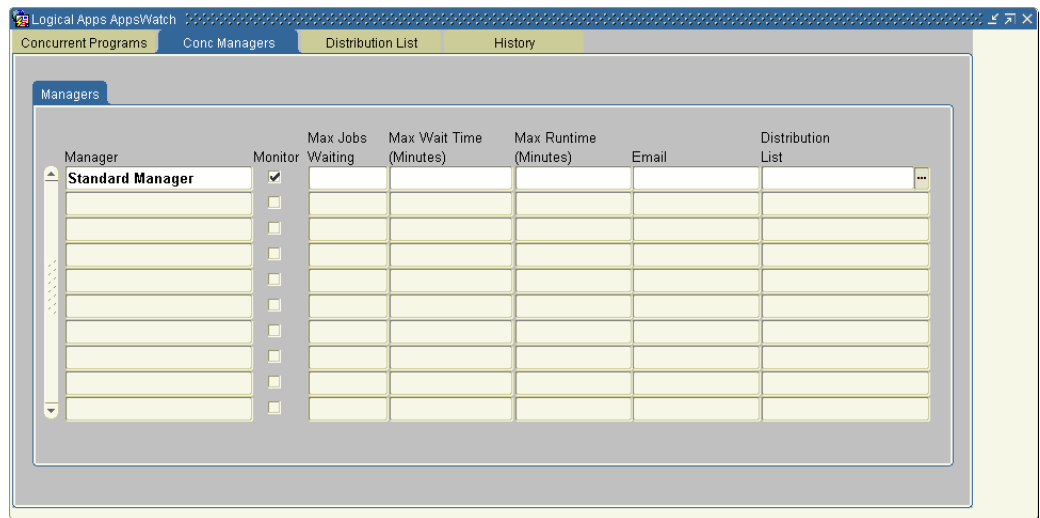 Logical Apps AppsWatch
Concurrent Programs Conc Managers Distribution List History
Managers
Max Jobs Max Wait Time Max Runtime Distribution
Manager Monitor Waiting (Minutes) (Minutes) Email List
Standard Manager ...